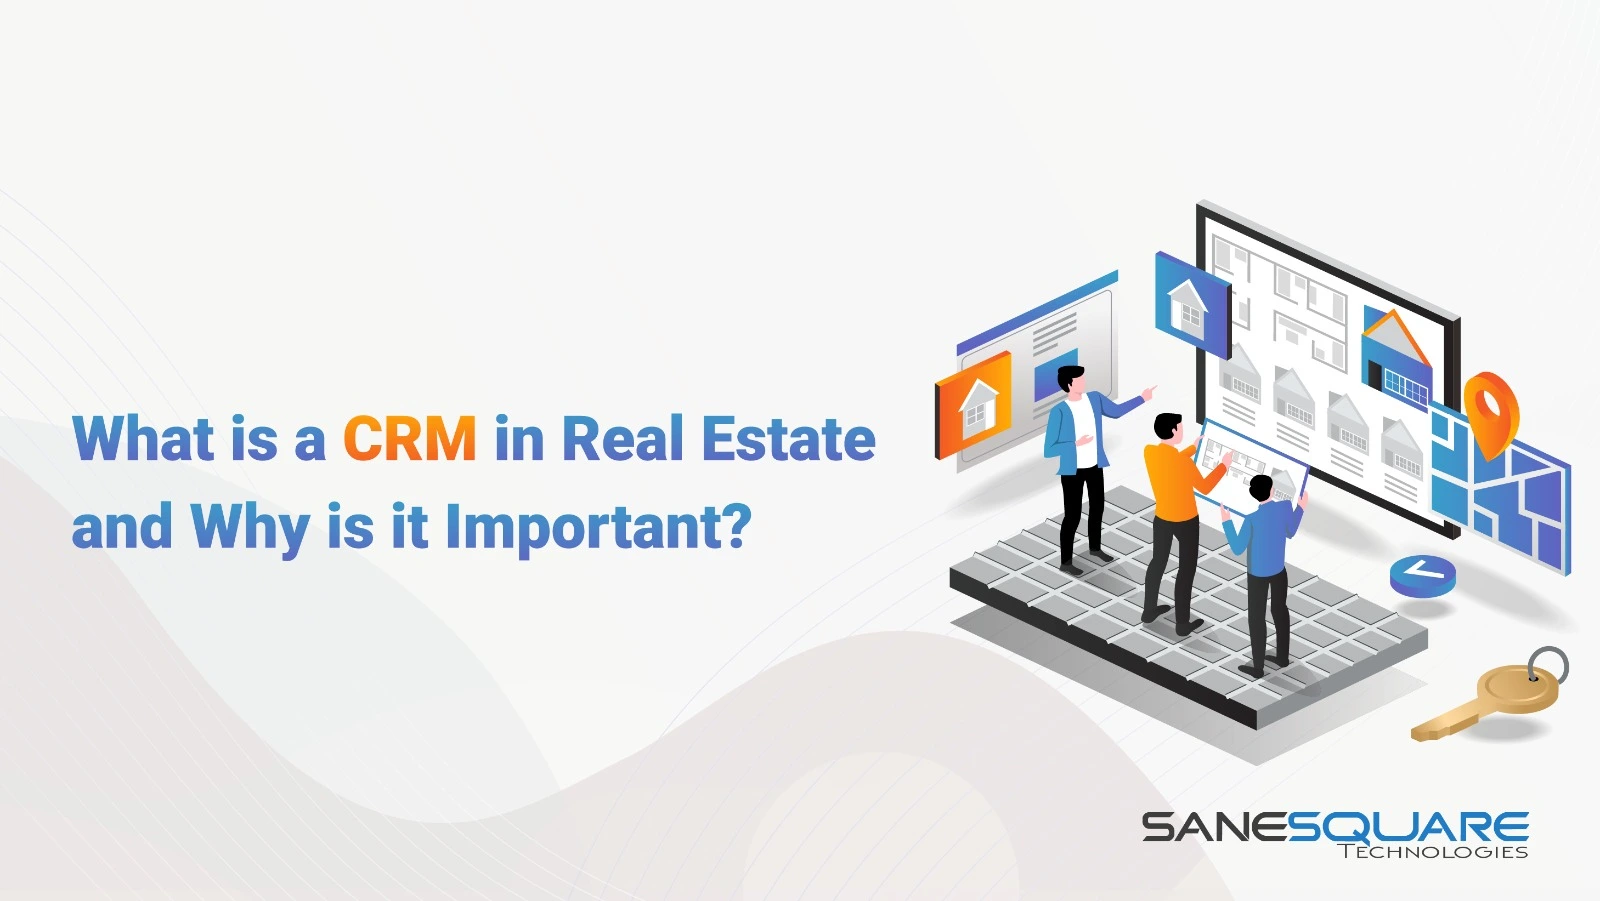 What is a CRM in Real Estate
and Why is it Important?
SANESQUARE
TECHNOLOGIES